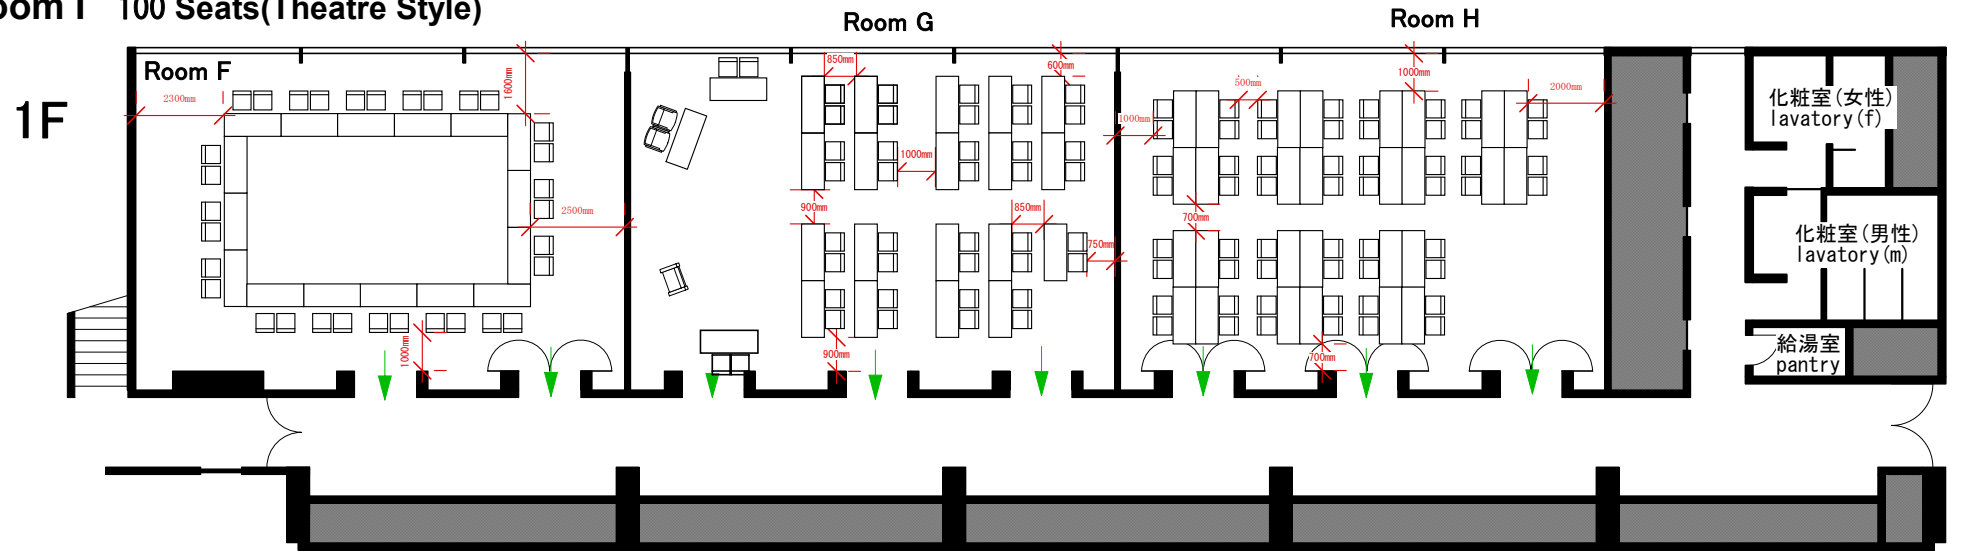 100 Seats(Theatre Style)
Room G
Room H
Room F
1F
2300mm
1600mm
850mm
600mm
1000mm
500mm
2000mm
1000mm
1000mm
2500mm
900mm
850mm
750mm
700mm
1000mm
900mm
700mm
化粧室(女性)
lavatory(f)
化粧室(男性)
lavatory(m)
給湯室
pantry